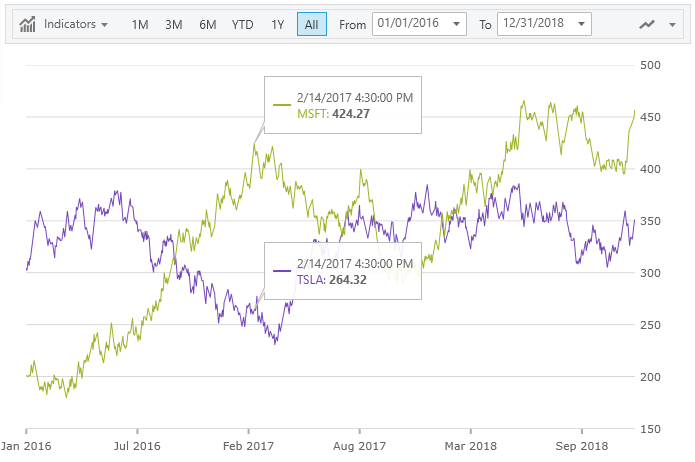 Indicators 1M 3M 6M YTD 1Y All From 01/01/2016 To 12/31/2018
500
2/14/2017 4:30:00 PM
MSFT: 424.27
450
400
350
2/14/2017 4:30:00 PM
TSLA: 264.32
300
250
200
150
Jan 2016 Jul 2016 Feb 2017 Aug 2017 Mar 2018 Sep 2018